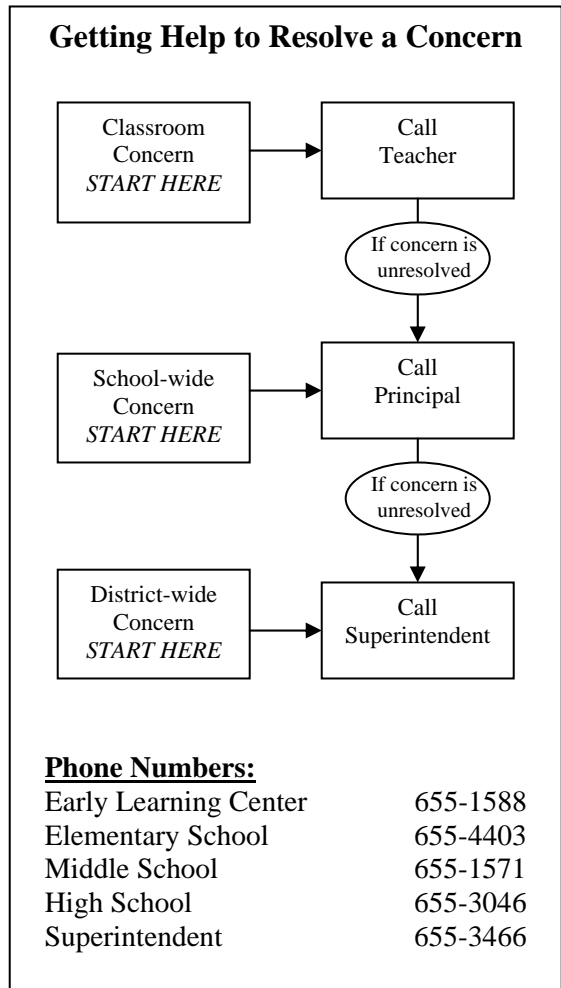 Getting Help to Resolve a Concern
Classroom
Concern
START HERE
Call
Teacher
If concern is
unresolved
School-wide
Concern
START HERE
Call
Principal
If concern is
unresolved
District-wide
Concern
START HERE
Call
Superintendent
Phone Numbers:
Early Learning Center 655-1588
Elementary School 655-4403
Middle School 655-1571
High School 655-3046
Superintendent 655-3466